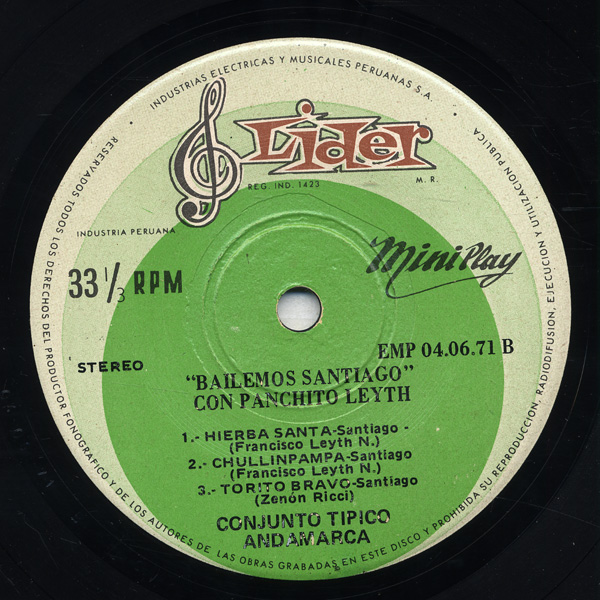 INDUSTRIAS ELECTRICAS Y MUSICALES PERUANAS S.A.
Lider
REG. IND. 1423
M. R.
INDUSTRIA PERUANA
MiniPlay
33 1/3 RPM
STEREO
EMP 04.06.71 B
"BAILEMOS SANTIAGO"
CON PANCHITO LEYTH
1.- HIERBA SANTA-Santiago -
(Francisco Leyth N.)
2.- CHULLINPAMPA-Santiago
(Francisco Leyth N.)
3.- TORITO BRAVO-Santiago
(Zenón Ricci)
CONJUNTO TIPICO
ANDAMARCA
RESERVADOS TODOS LOS DERECHOS DEL PRODUCTOR FONOGRAFICO Y DE LOS AUTORES DE LAS OBRAS GRABADAS EN ESTE DISCO Y PROHIBIDA SU REPRODUCCION, RADIODIFUSION, EJECUCION Y UTILIZACION PUBLICA